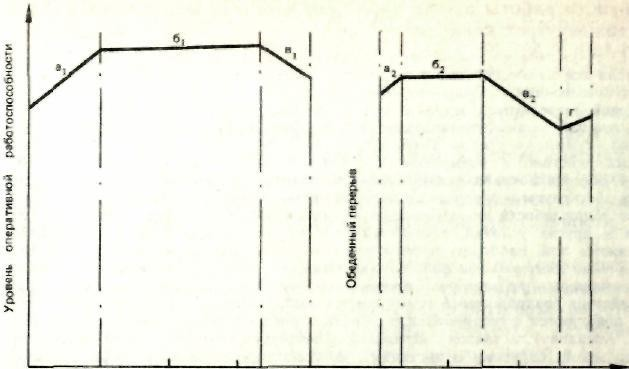 Уровень оперативной работоспособности
а₁
б₁
в₁
Обеденный перерыв
а₂
б₂
в₂
г